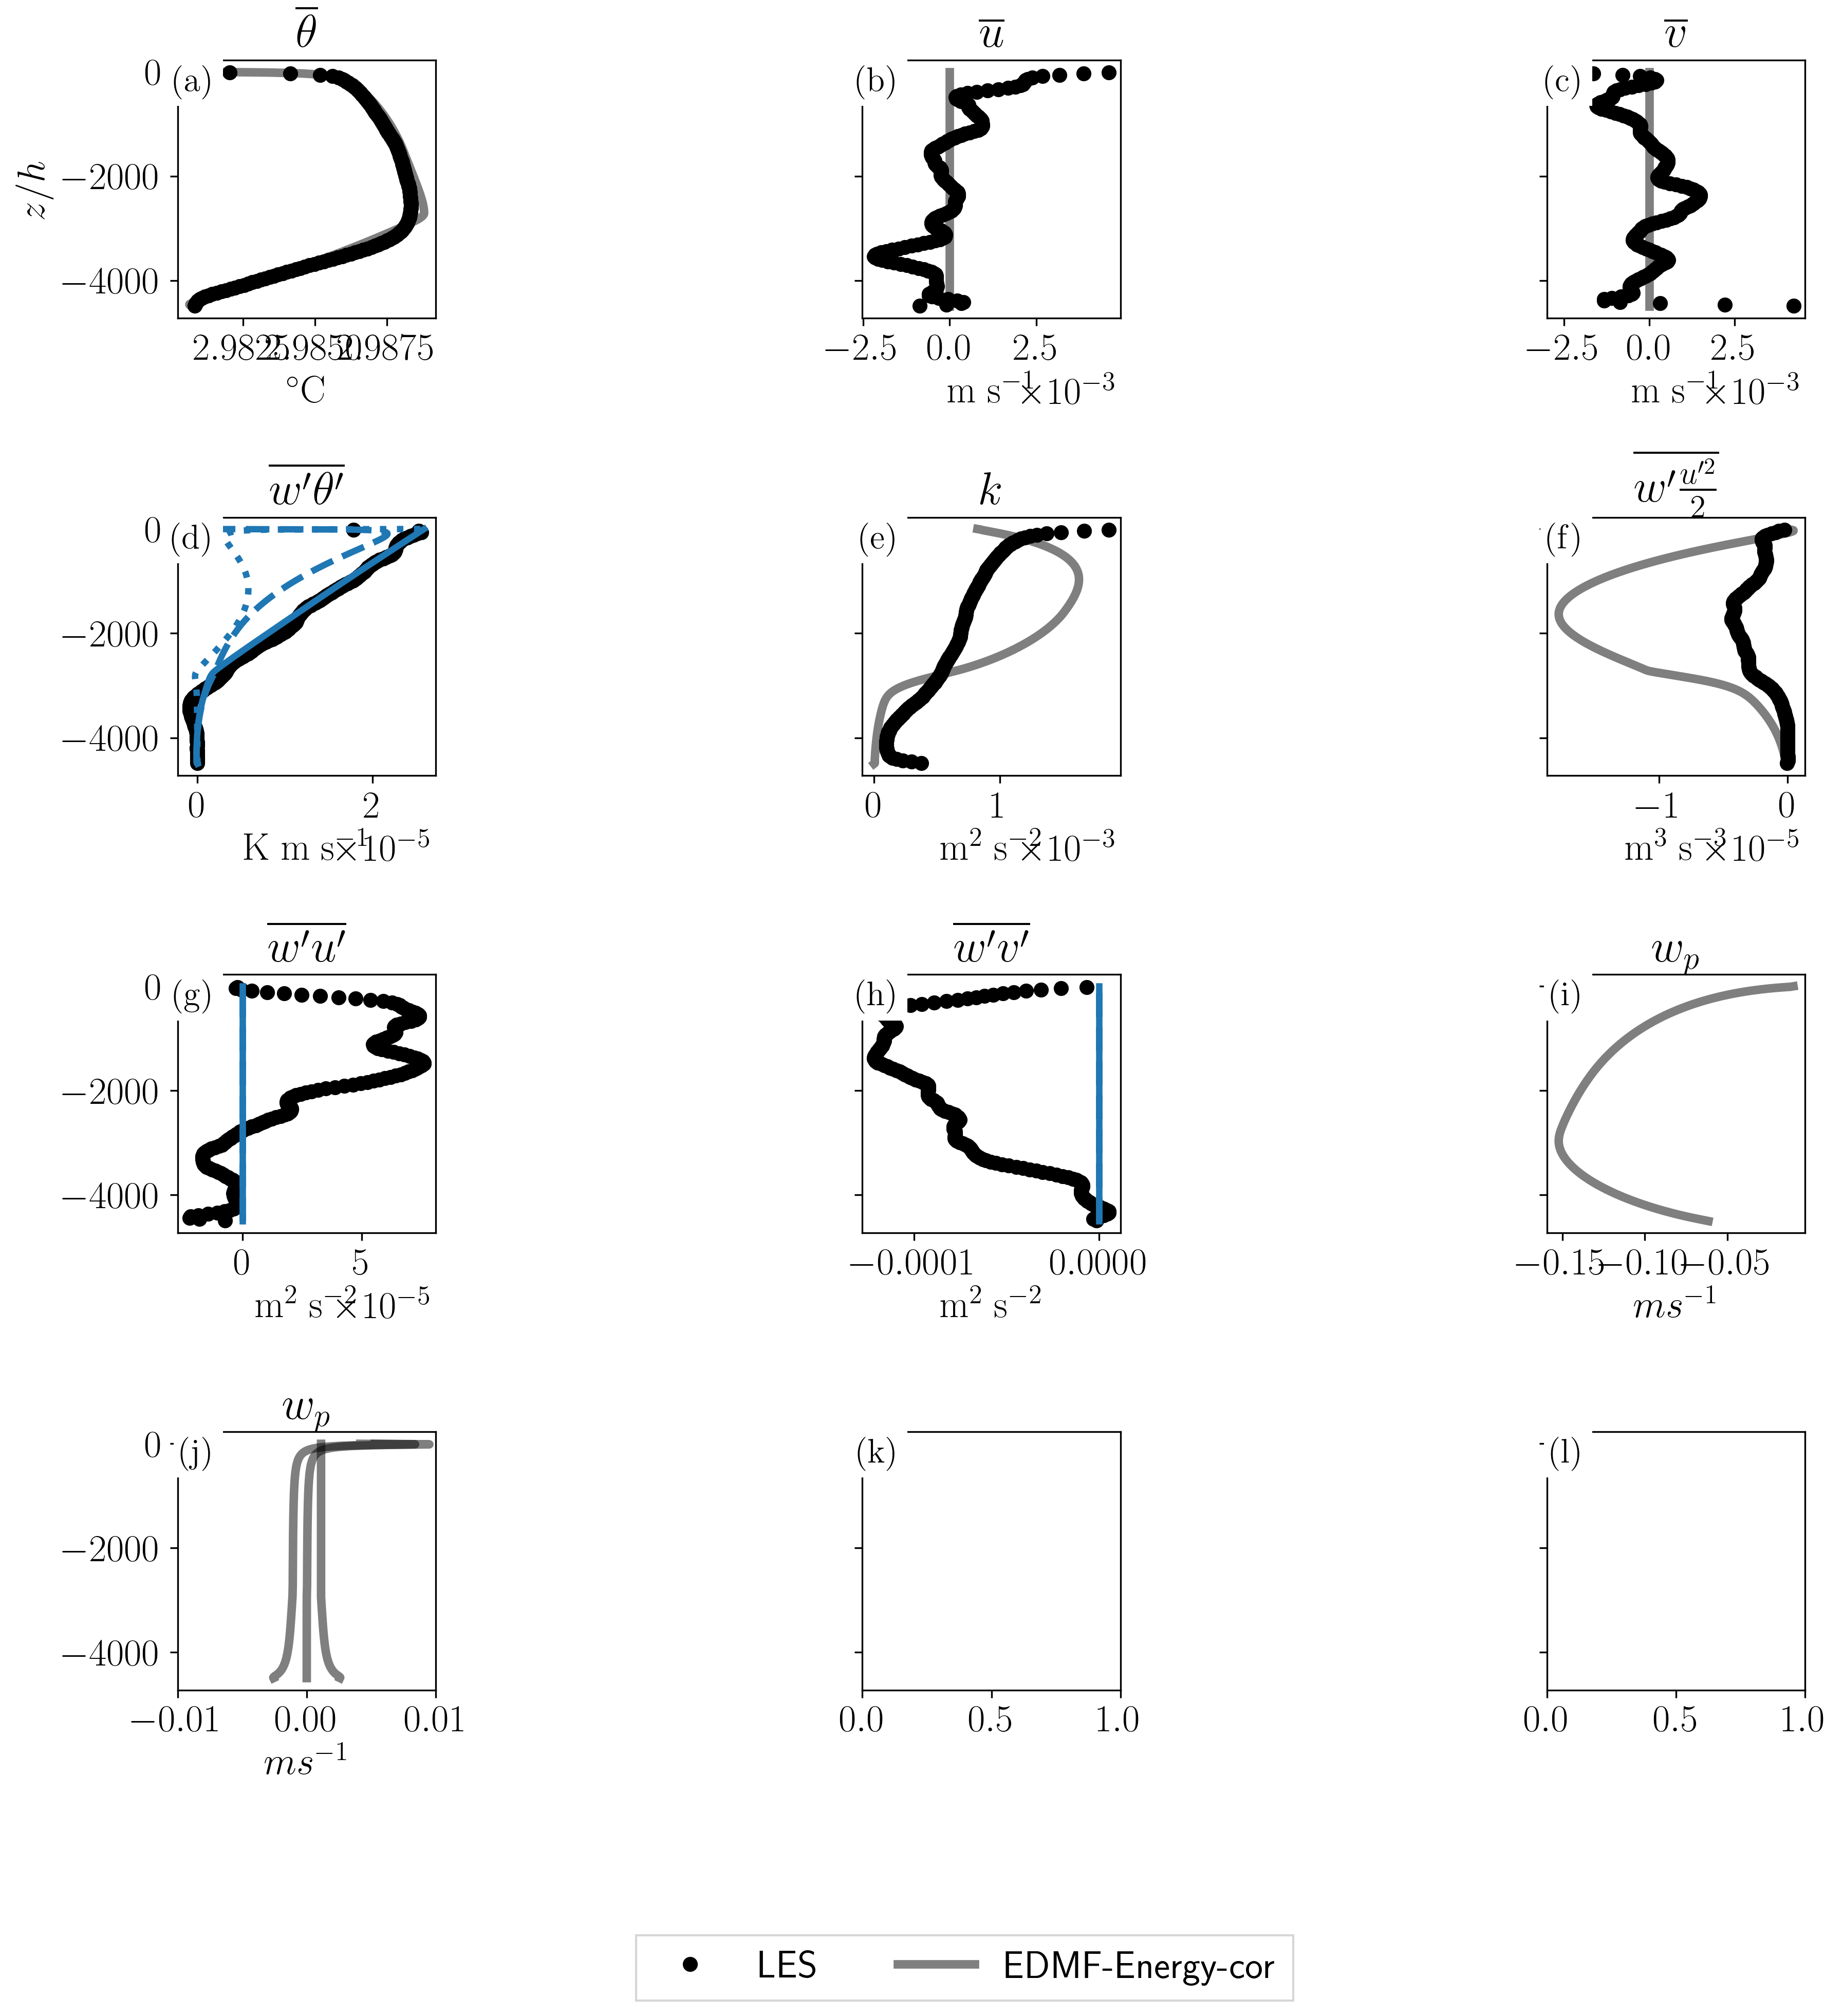 θ̅ u̅ v̅
(a) (b) (c)
0
−2000
−4000
z/h
2.9825 2.9850 2.9875
°C
−2.5 0.0 2.5
m s⁻¹ ×10⁻³
−2.5 0.0 2.5
m s⁻¹ ×10⁻³
w′θ′ k w′ u′²/2
(d) (e) (f)
0
−2000
−4000
0 2
K m s⁻¹ ×10⁻⁵
0 1
m² s⁻² ×10⁻³
−1 0
m³ s⁻³ ×10⁻⁵
w′u′ w′v′ w_p
(g) (h) (i)
0
−2000
−4000
0 5
m² s⁻² ×10⁻⁵
−0.0001 0.0000
m² s⁻²
−0.15 −0.10 −0.05
ms⁻¹
w_p
(j) (k) (l)
0
−2000
−4000
−0.01 0.00 0.01
ms⁻¹
0.0 0.5 1.0
0.0 0.5 1.0
LES EDMF-Energy-cor